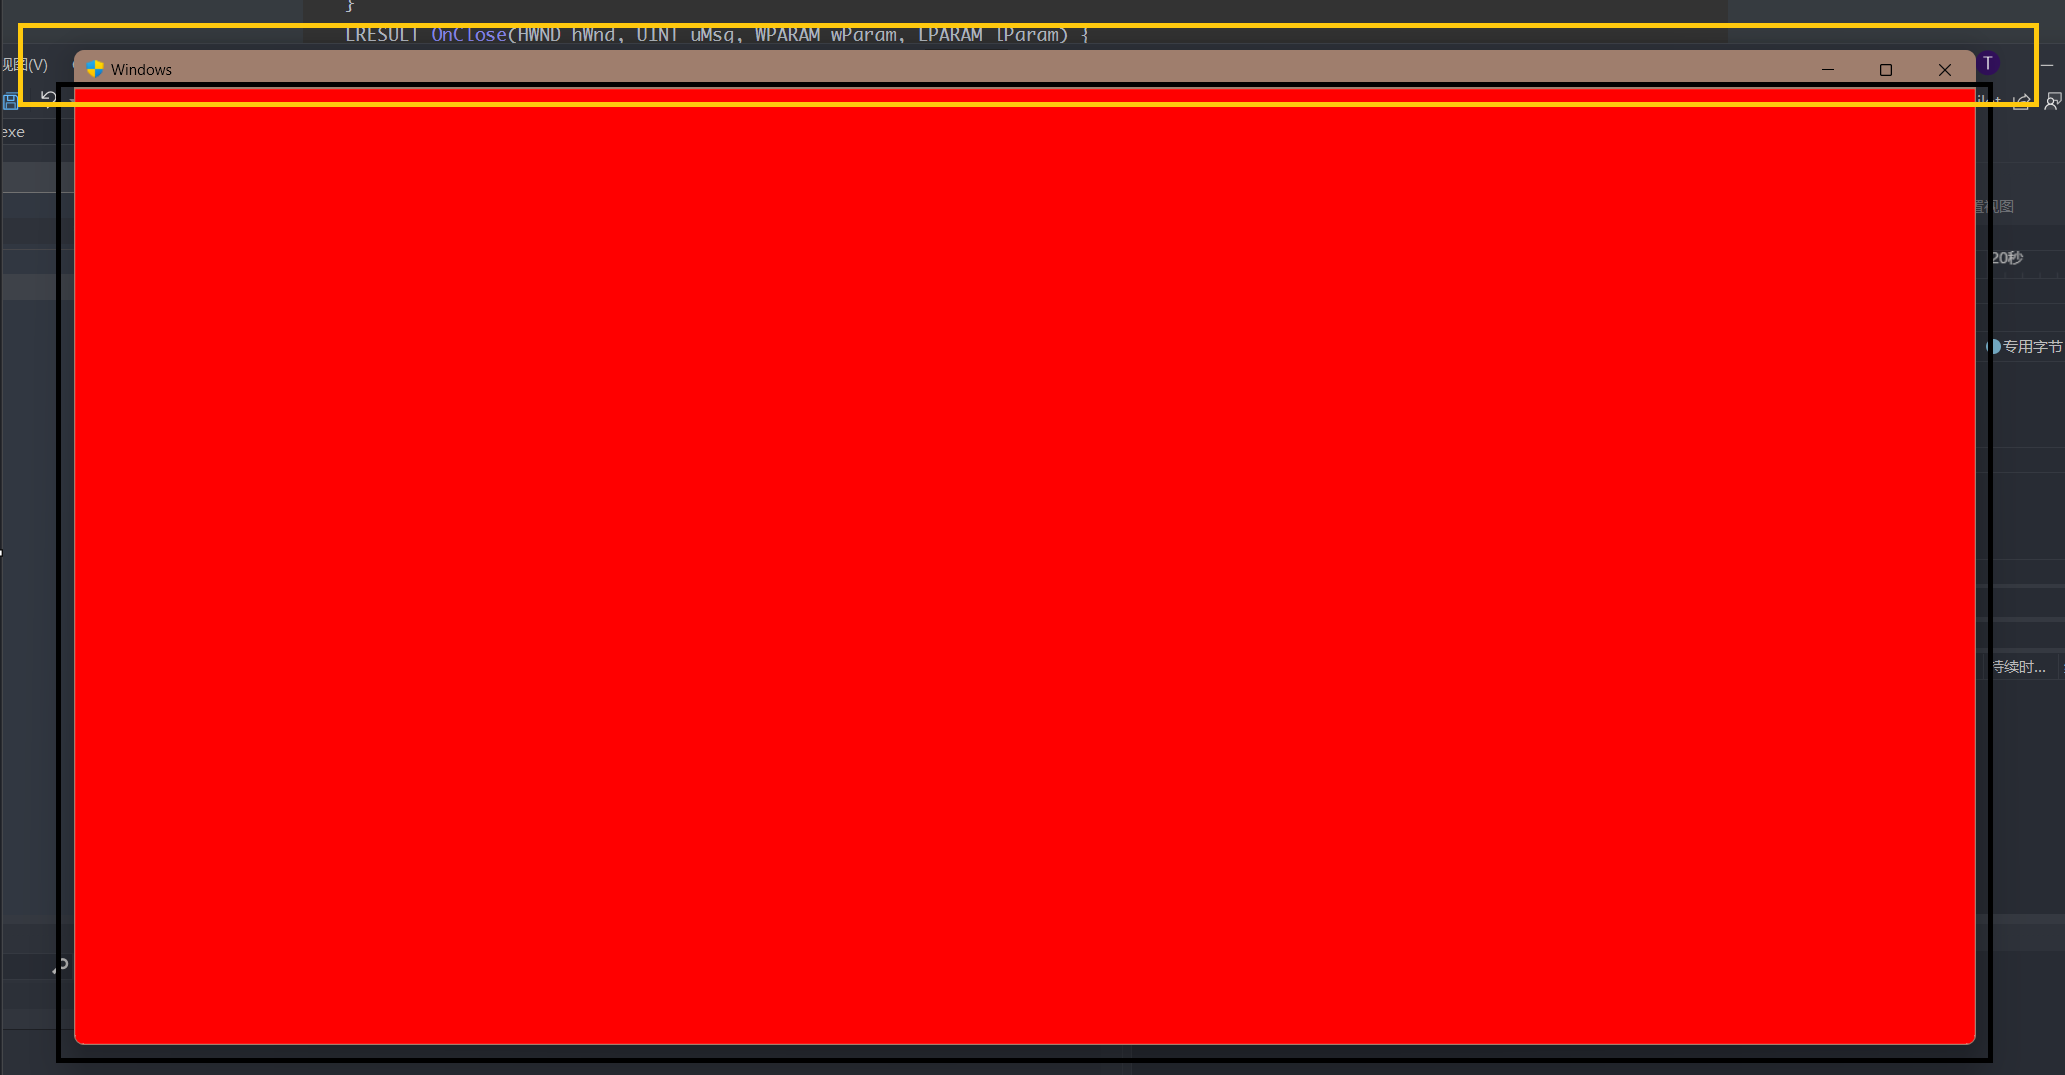 }
LRESULT OnClose(HWND hWnd, UINT uMsg, WPARAM wParam, LPARAM lParam) {
视图(V)
Windows
T
exe
置视图
20秒
专用字节
持续时...